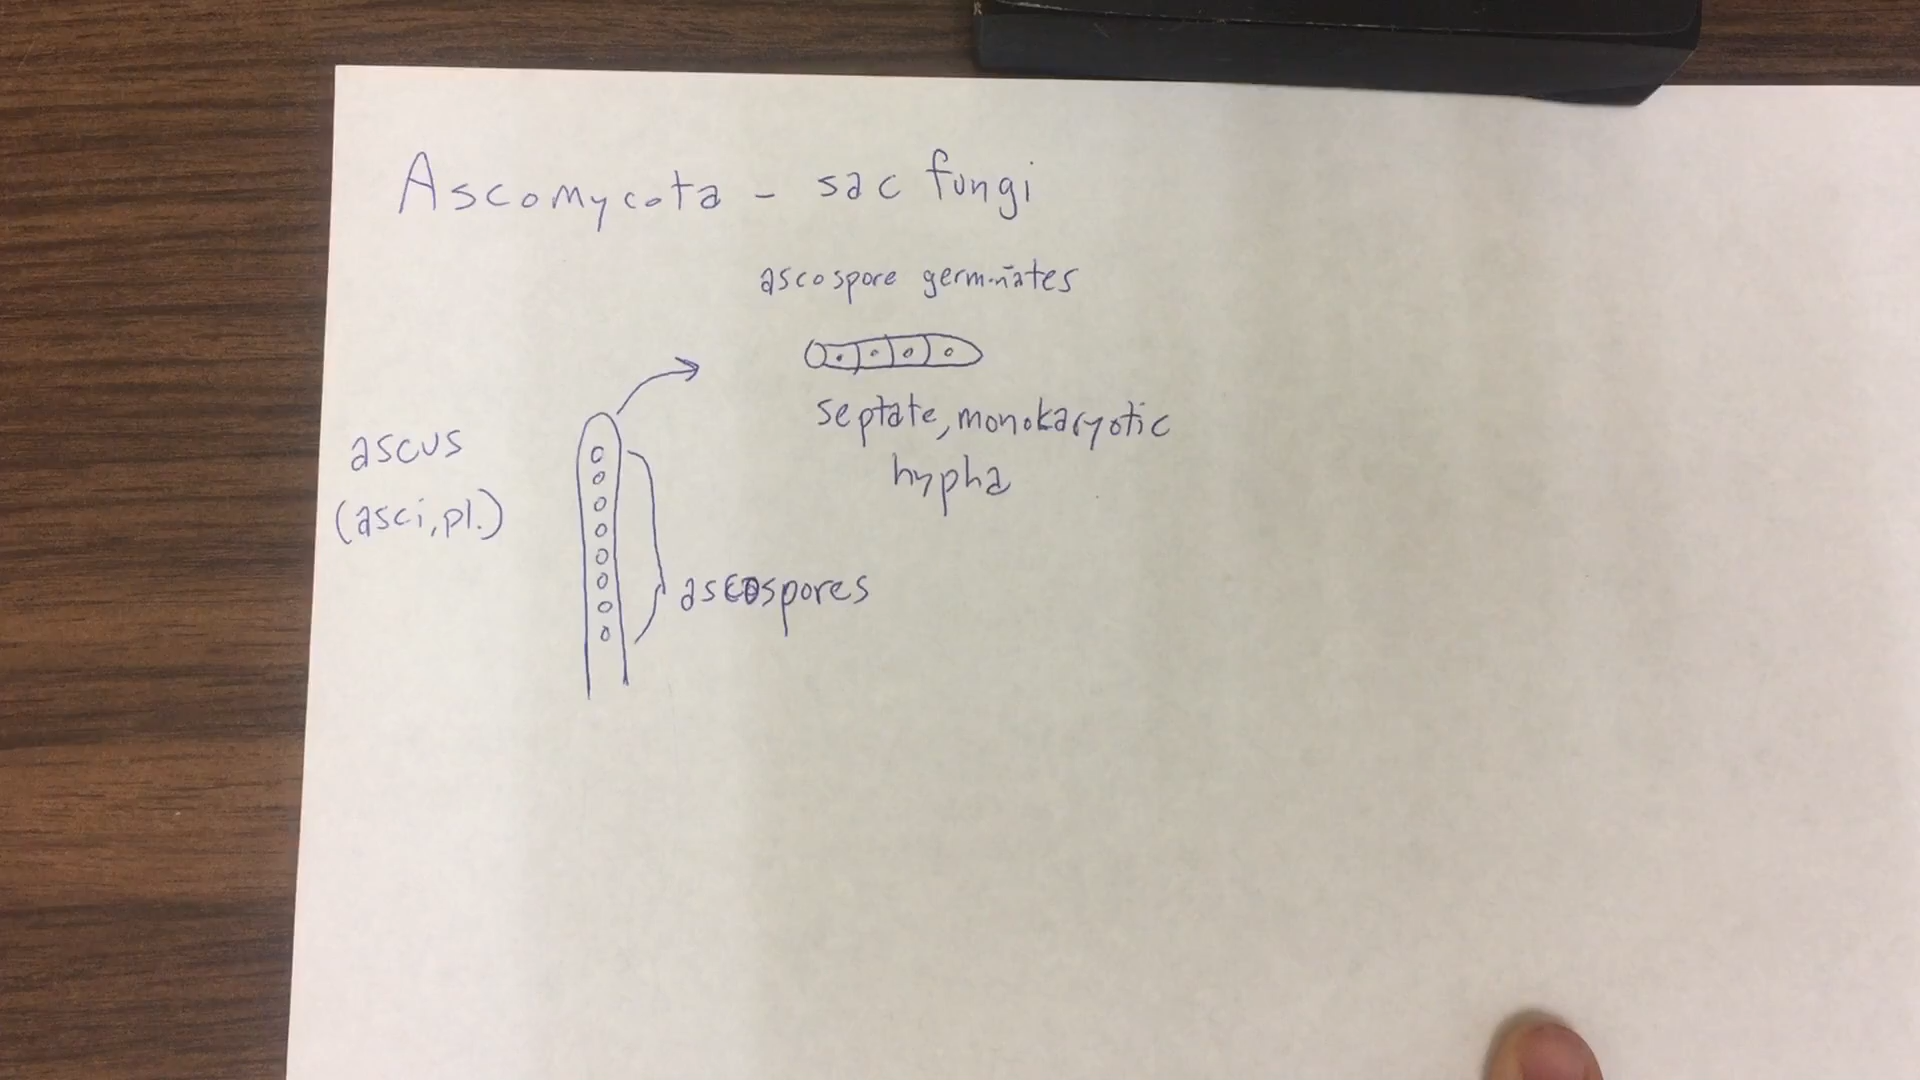 Ascomycota - sac fungi
ascospore germinates
septate, monokaryotic
hypha
ascus
(asci, pl.)
ascospores